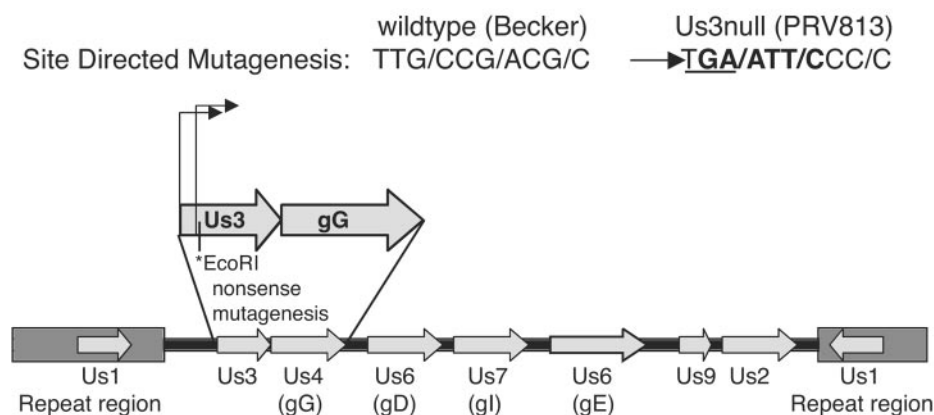 wildtype (Becker) Us3null (PRV813)
Site Directed Mutagenesis: TTG/CCG/ACG/C TGA/ATT/CCC/C
Us3 gG
*EcoRI
nonsense
mutagenesis
Us1 Us3 Us4 Us6 Us7 Us6 Us9 Us2 Us1
Repeat region (gG) (gD) (gI) (gE) Repeat region